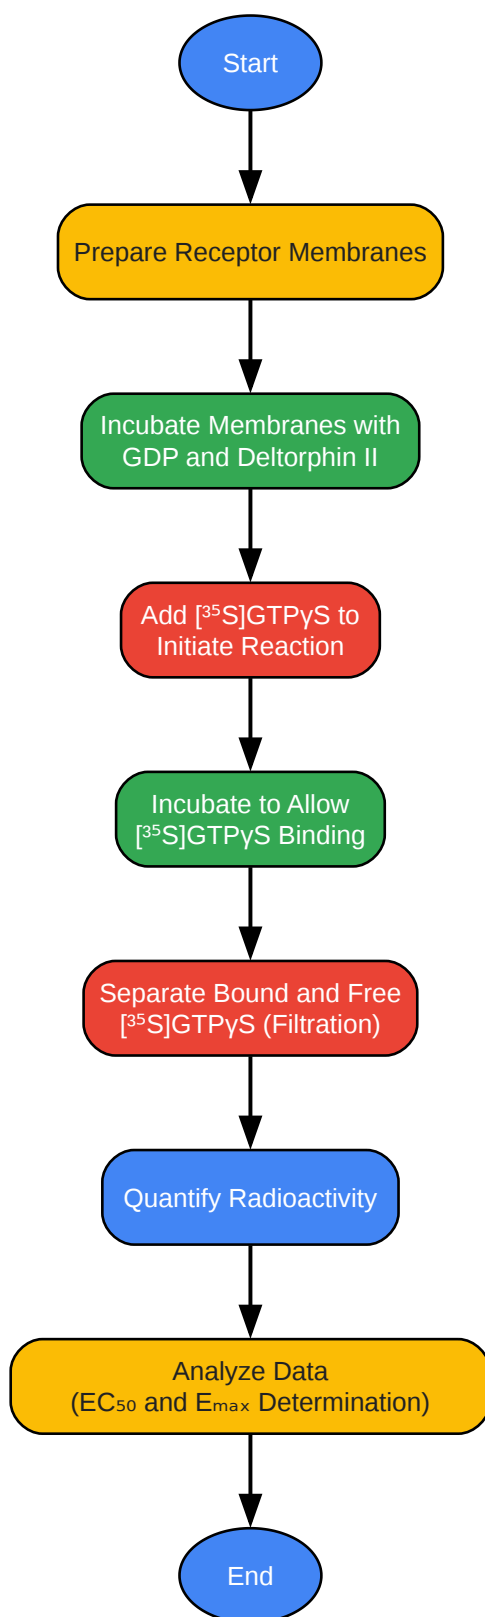 Start
Prepare Receptor Membranes
Incubate Membranes with
GDP and Deltorphin II
Add [³⁵S]GTPγS to
Initiate Reaction
Incubate to Allow
[³⁵S]GTPγS Binding
Separate Bound and Free
[³⁵S]GTPγS (Filtration)
Quantify Radioactivity
Analyze Data
(EC₅₀ and Eₘₐₓ Determination)
End